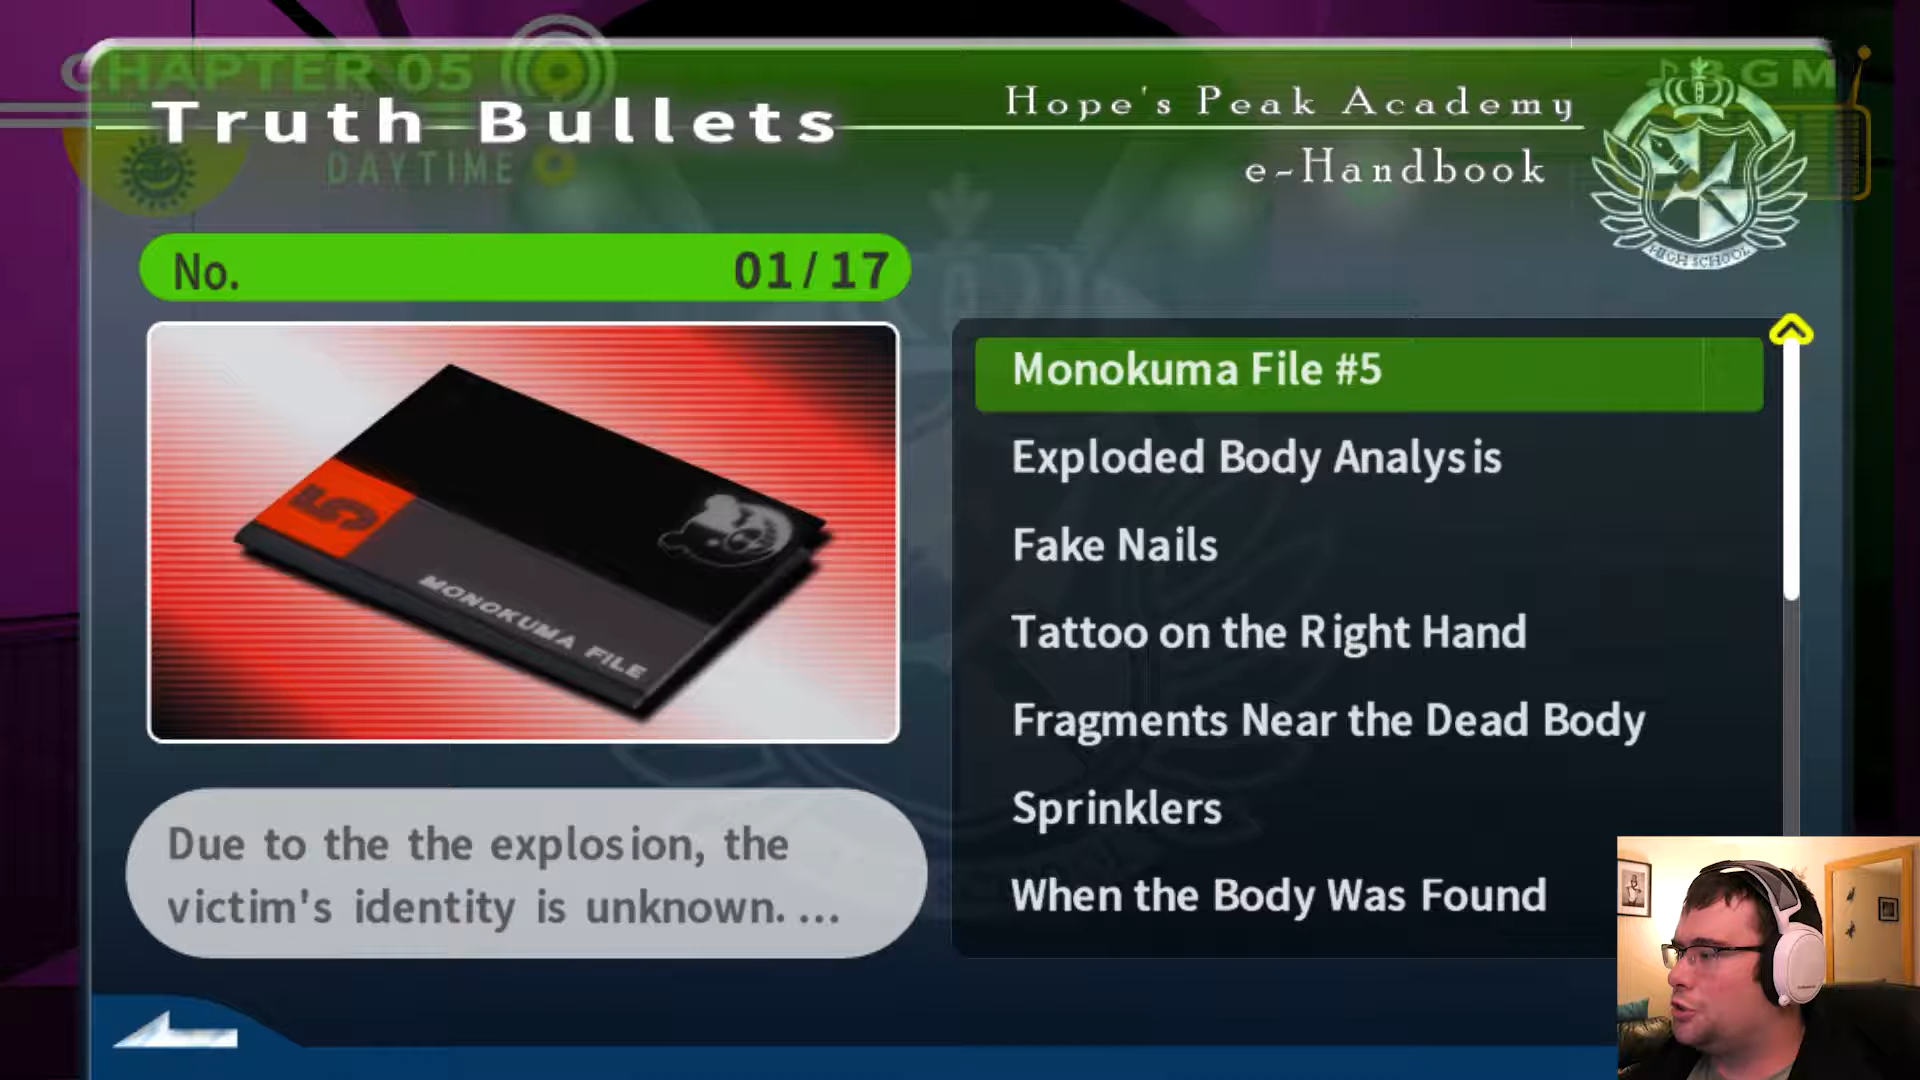 CHAPTER 05
BGM
Truth Bullets
Hope's Peak Academy
DAYTIME
e-Handbook
HIGH SCHOOL
No. 01/17
Monokuma File #5
Exploded Body Analysis
Fake Nails
5
Tattoo on the Right Hand
MONOKUMA FILE
Fragments Near the Dead Body
Sprinklers
Due to the the explosion, the
victim's identity is unknown. ...
When the Body Was Found